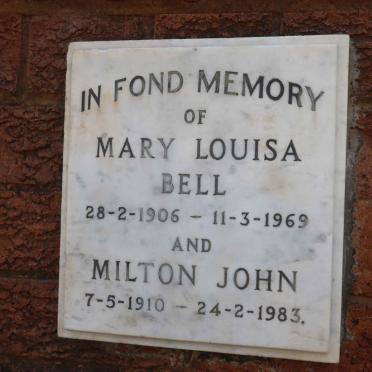 IN FOND MEMORY
OF
MARY LOUISA
BELL
28-2-1906 – 11-3-1969
AND
MILTON JOHN
7-5-1910 – 24-2-1983.